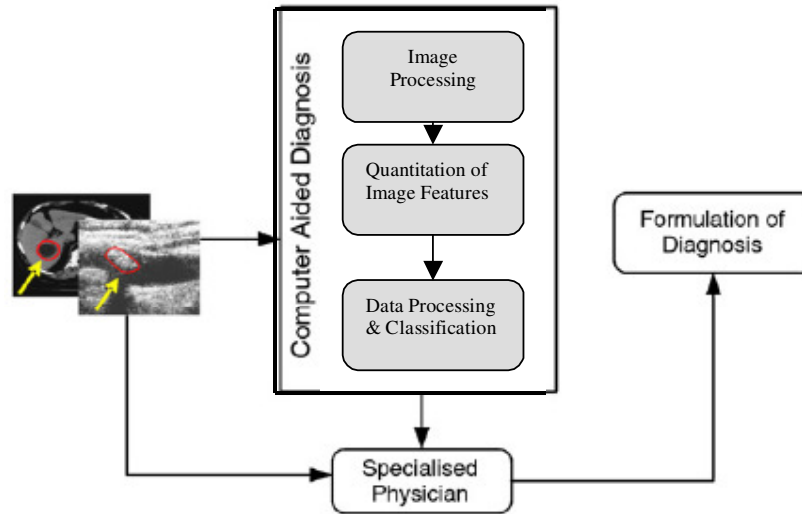 Computer Aided Diagnosis
Image
Processing
Quantitation of
Image Features
Data Processing
& Classification
Formulation of
Diagnosis
Specialised
Physician